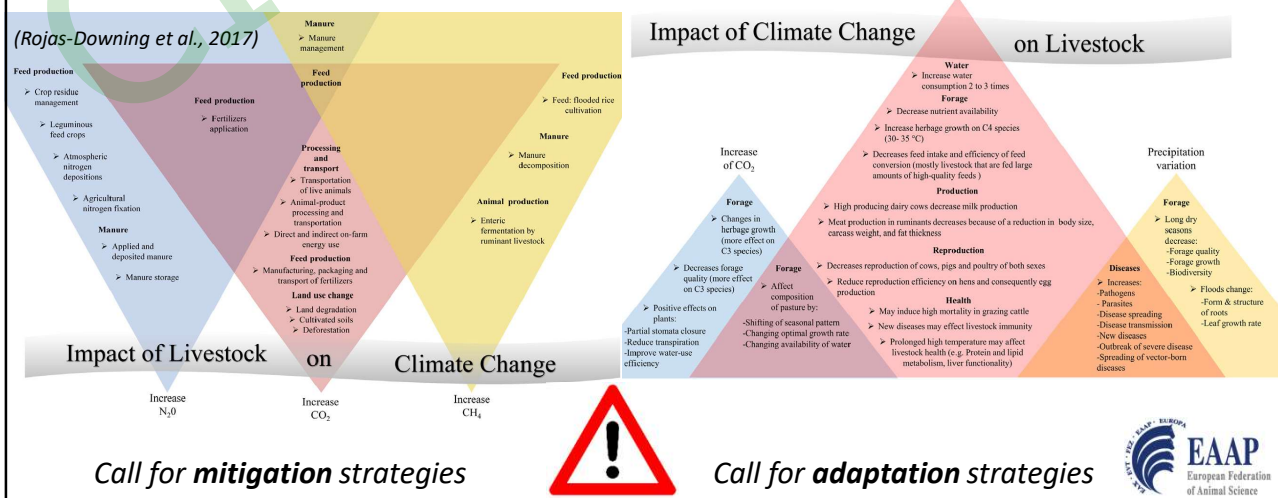 (Rojas-Downing et al., 2017)
Manure
➢ Manure
management
Feed
production
Feed production
➢ Crop residue
management
➢ Leguminous
feed crops
➢ Atmospheric
nitrogen
depositions
➢ Agricultural
nitrogen fixation
Manure
➢ Applied and
deposited manure
➢ Manure storage
Feed production
➢ Fertilizers
application
Processing
and
transport
➢ Transportation
of live animals
➢ Animal-product
processing and
transportation
➢ Direct and indirect on-farm
energy use
Feed production
➢ Manufacturing, packaging and
transport of fertilizers
Land use change
➢ Land degradation
➢ Cultivated soils
➢ Deforestation
Feed production
➢ Feed: flooded rice
cultivation
Manure
➢ Manure
decomposition
Animal production
➢ Enteric
fermentation by
ruminant livestock
Impact of Livestock on Climate Change
Increase
N₂0
Increase
CO₂
Increase
CH₄
Call for mitigation strategies
Impact of Climate Change on Livestock
Water
➢ Increase water
consumption 2 to 3 times
Forage
➢ Decrease nutrient availability
➢ Increase herbage growth on C4 species
(30- 35 °C)
➢ Decreases feed intake and efficiency of feed
conversion (mostly livestock that are fed large
amounts of high-quality feeds )
Production
➢ High producing dairy cows decrease milk production
➢ Meat production in ruminants decreases because of a reduction in body size,
carcass weight, and fat thickness
Reproduction
➢ Decreases reproduction of cows, pigs and poultry of both sexes
➢ Reduce reproduction efficiency on hens and consequently egg
production
Health
➢ May induce high mortality in grazing cattle
➢ New diseases may effect livestock immunity
➢ Prolonged high temperature may affect
livestock health (e.g. Protein and lipid
metabolism, liver functionality)
Increase
of CO₂
Forage
➢ Changes in
herbage growth
(more effect on
C3 species)
➢ Decreases forage
quality (more effect
on C3 species)
➢ Positive effects on
plants:
-Partial stomata closure
-Reduce transpiration
-Improve water-use
efficiency
Forage
➢ Affect
composition
of pasture by:
-Shifting of seasonal pattern
-Changing optimal growth rate
-Changing availability of water
Precipitation
variation
Forage
➢ Long dry
seasons
decrease:
-Forage quality
-Forage growth
-Biodiversity
➢ Floods change:
-Form & structure
of roots
-Leaf growth rate
Diseases
➢ Increases:
-Pathogens
- Parasites
-Disease spreading
-Disease transmission
-New diseases
-Outbreak of severe disease
-Spreading of vector-born
diseases
Call for adaptation strategies
EAAP
European Federation
of Animal Science